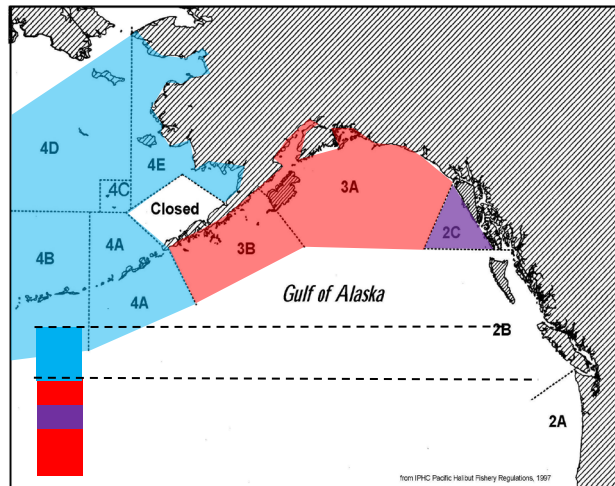 4D
4E
4C
3A
Closed
2C
4A
3B
4B
4A
Gulf of Alaska
2B
2A
from IPHC Pacific Halibut Fishery Regulations, 1997